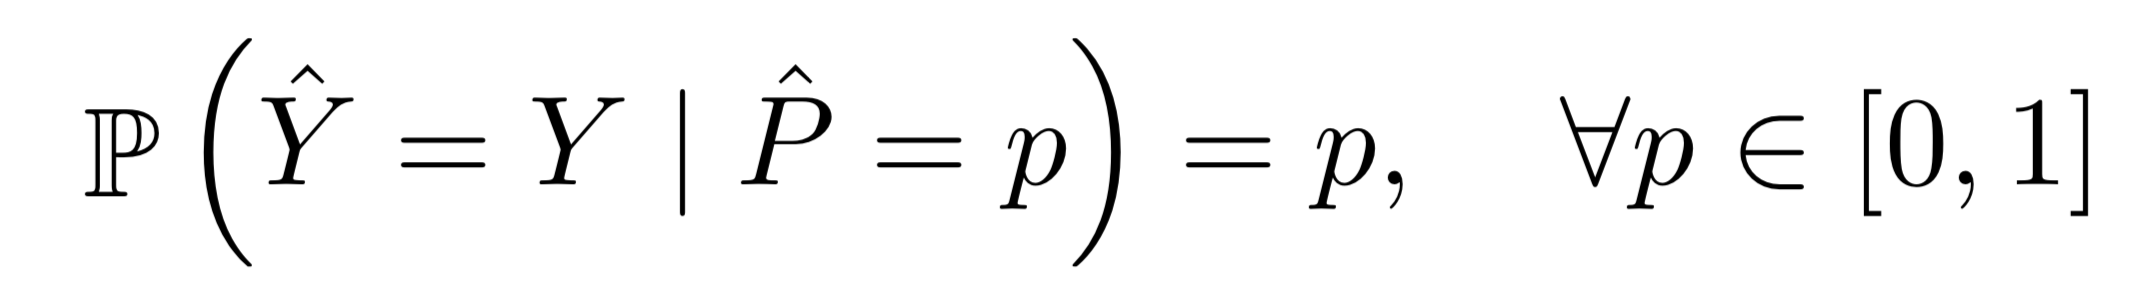 ℙ(Ŷ = Y | P̂ = p) = p, ∀p ∈ [0, 1]